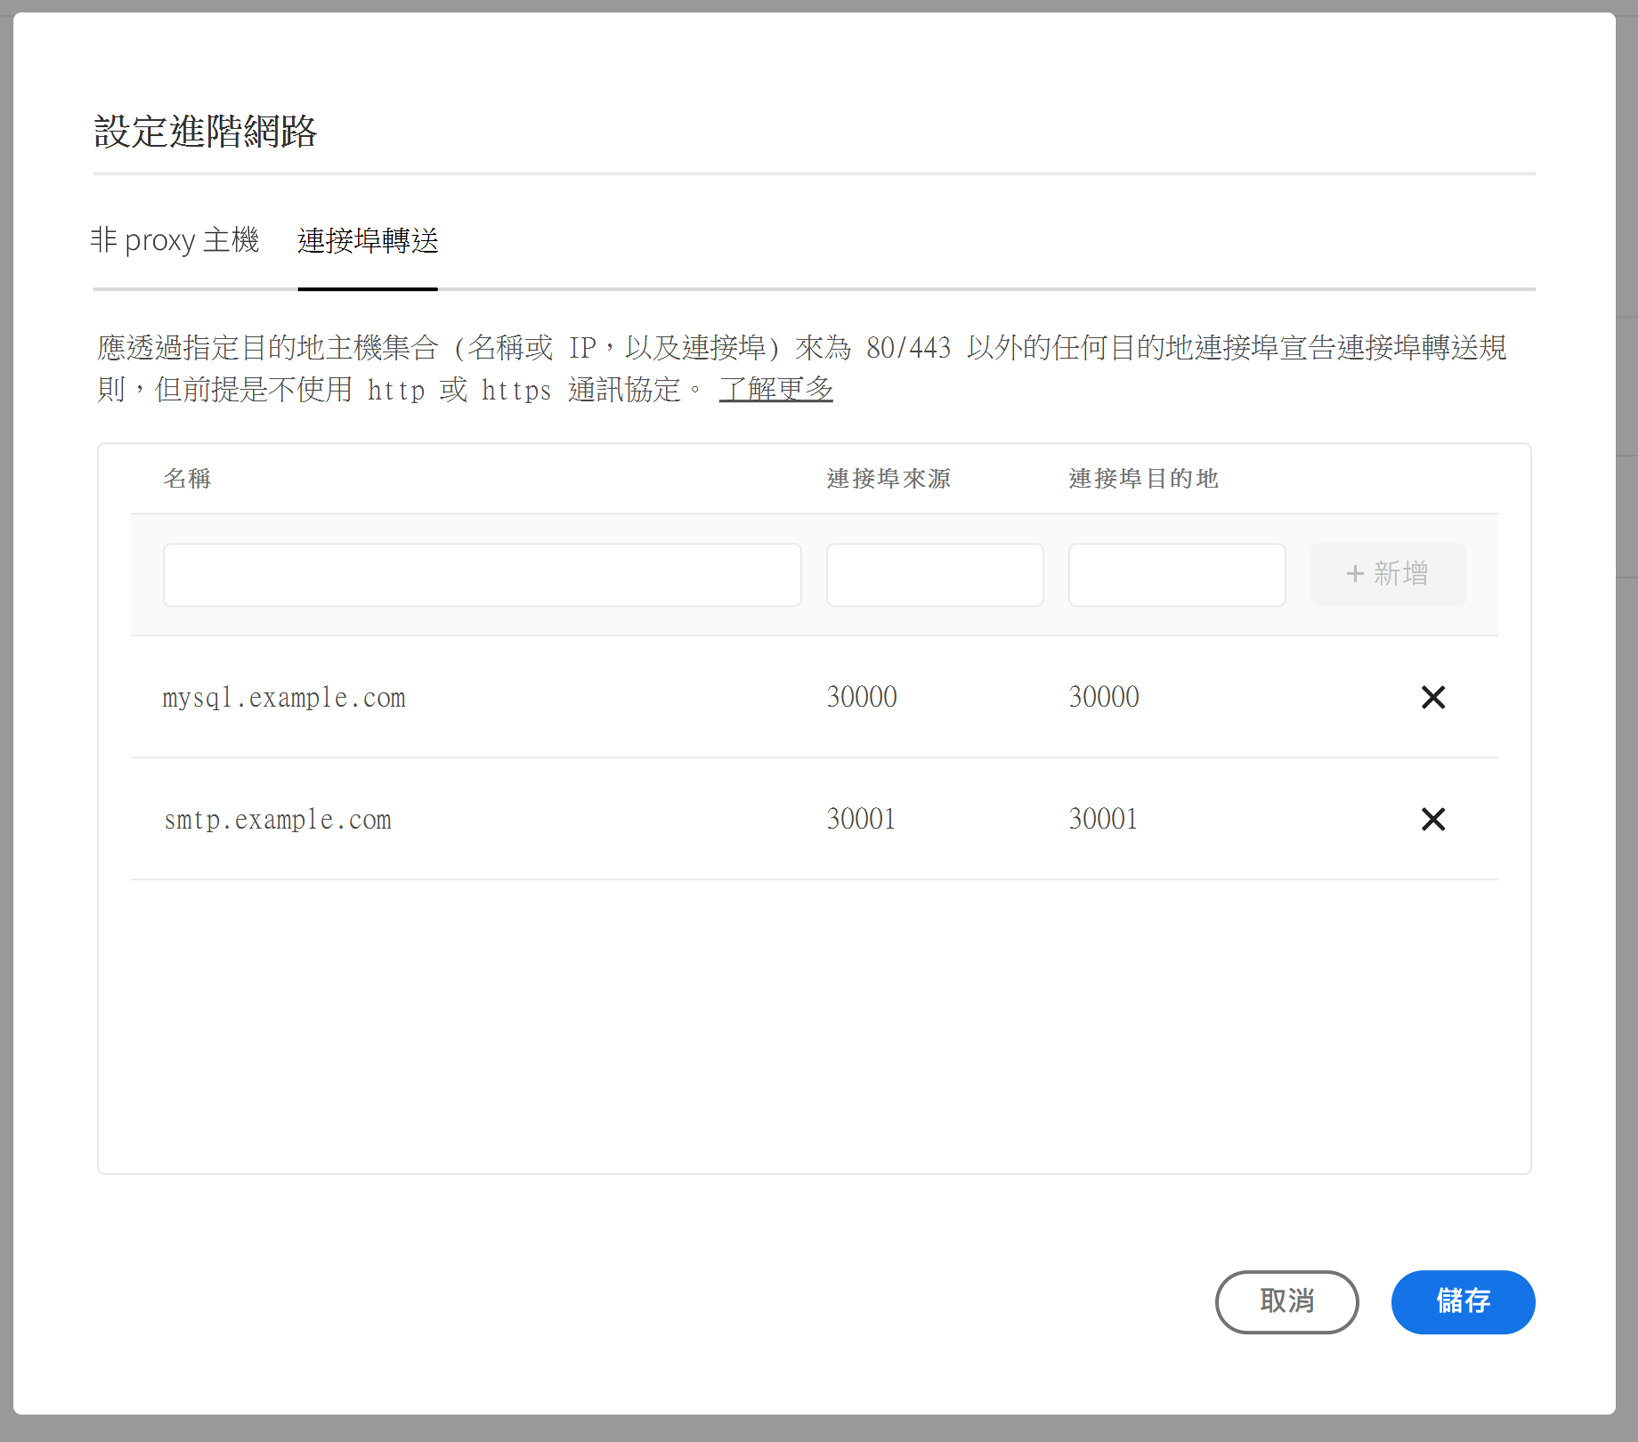 設定進階網路
非 proxy 主機 連接埠轉送
應透過指定目的地主機集合 (名稱或 IP，以及連接埠) 來為 80/443 以外的任何目的地連接埠宣告連接埠轉送規
則，但前提是不使用 http 或 https 通訊協定。 了解更多
名稱 連接埠來源 連接埠目的地
+ 新增
mysql.example.com 30000 30000
smtp.example.com 30001 30001
取消 儲存